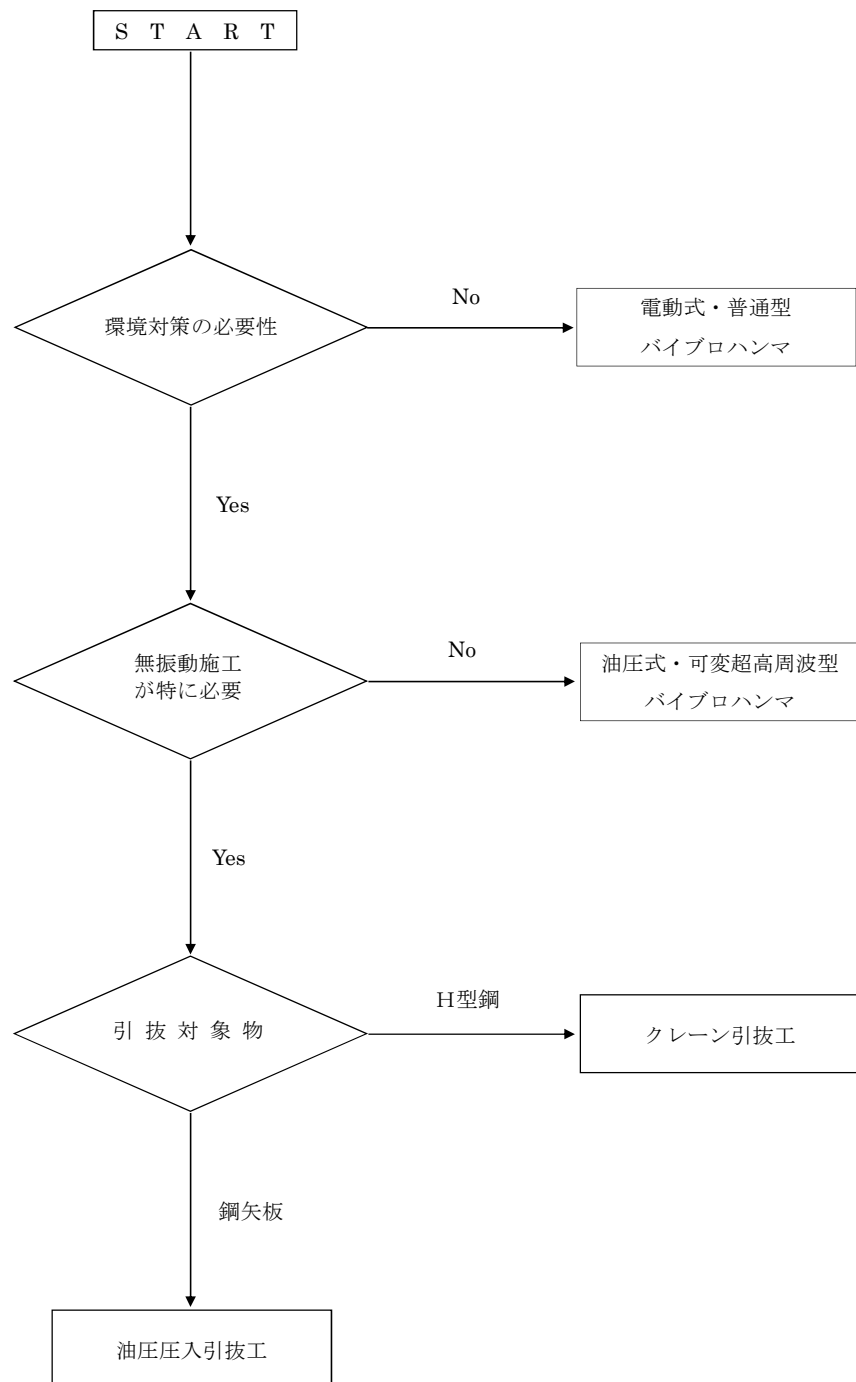 S T A R T
環境対策の必要性
No
電動式・普通型
バイブロハンマ
Yes
無振動施工
が特に必要
No
油圧式・可変超高周波型
バイブロハンマ
Yes
引 抜 対 象 物
H型鋼
クレーン引抜工
鋼矢板
油圧圧入引抜工